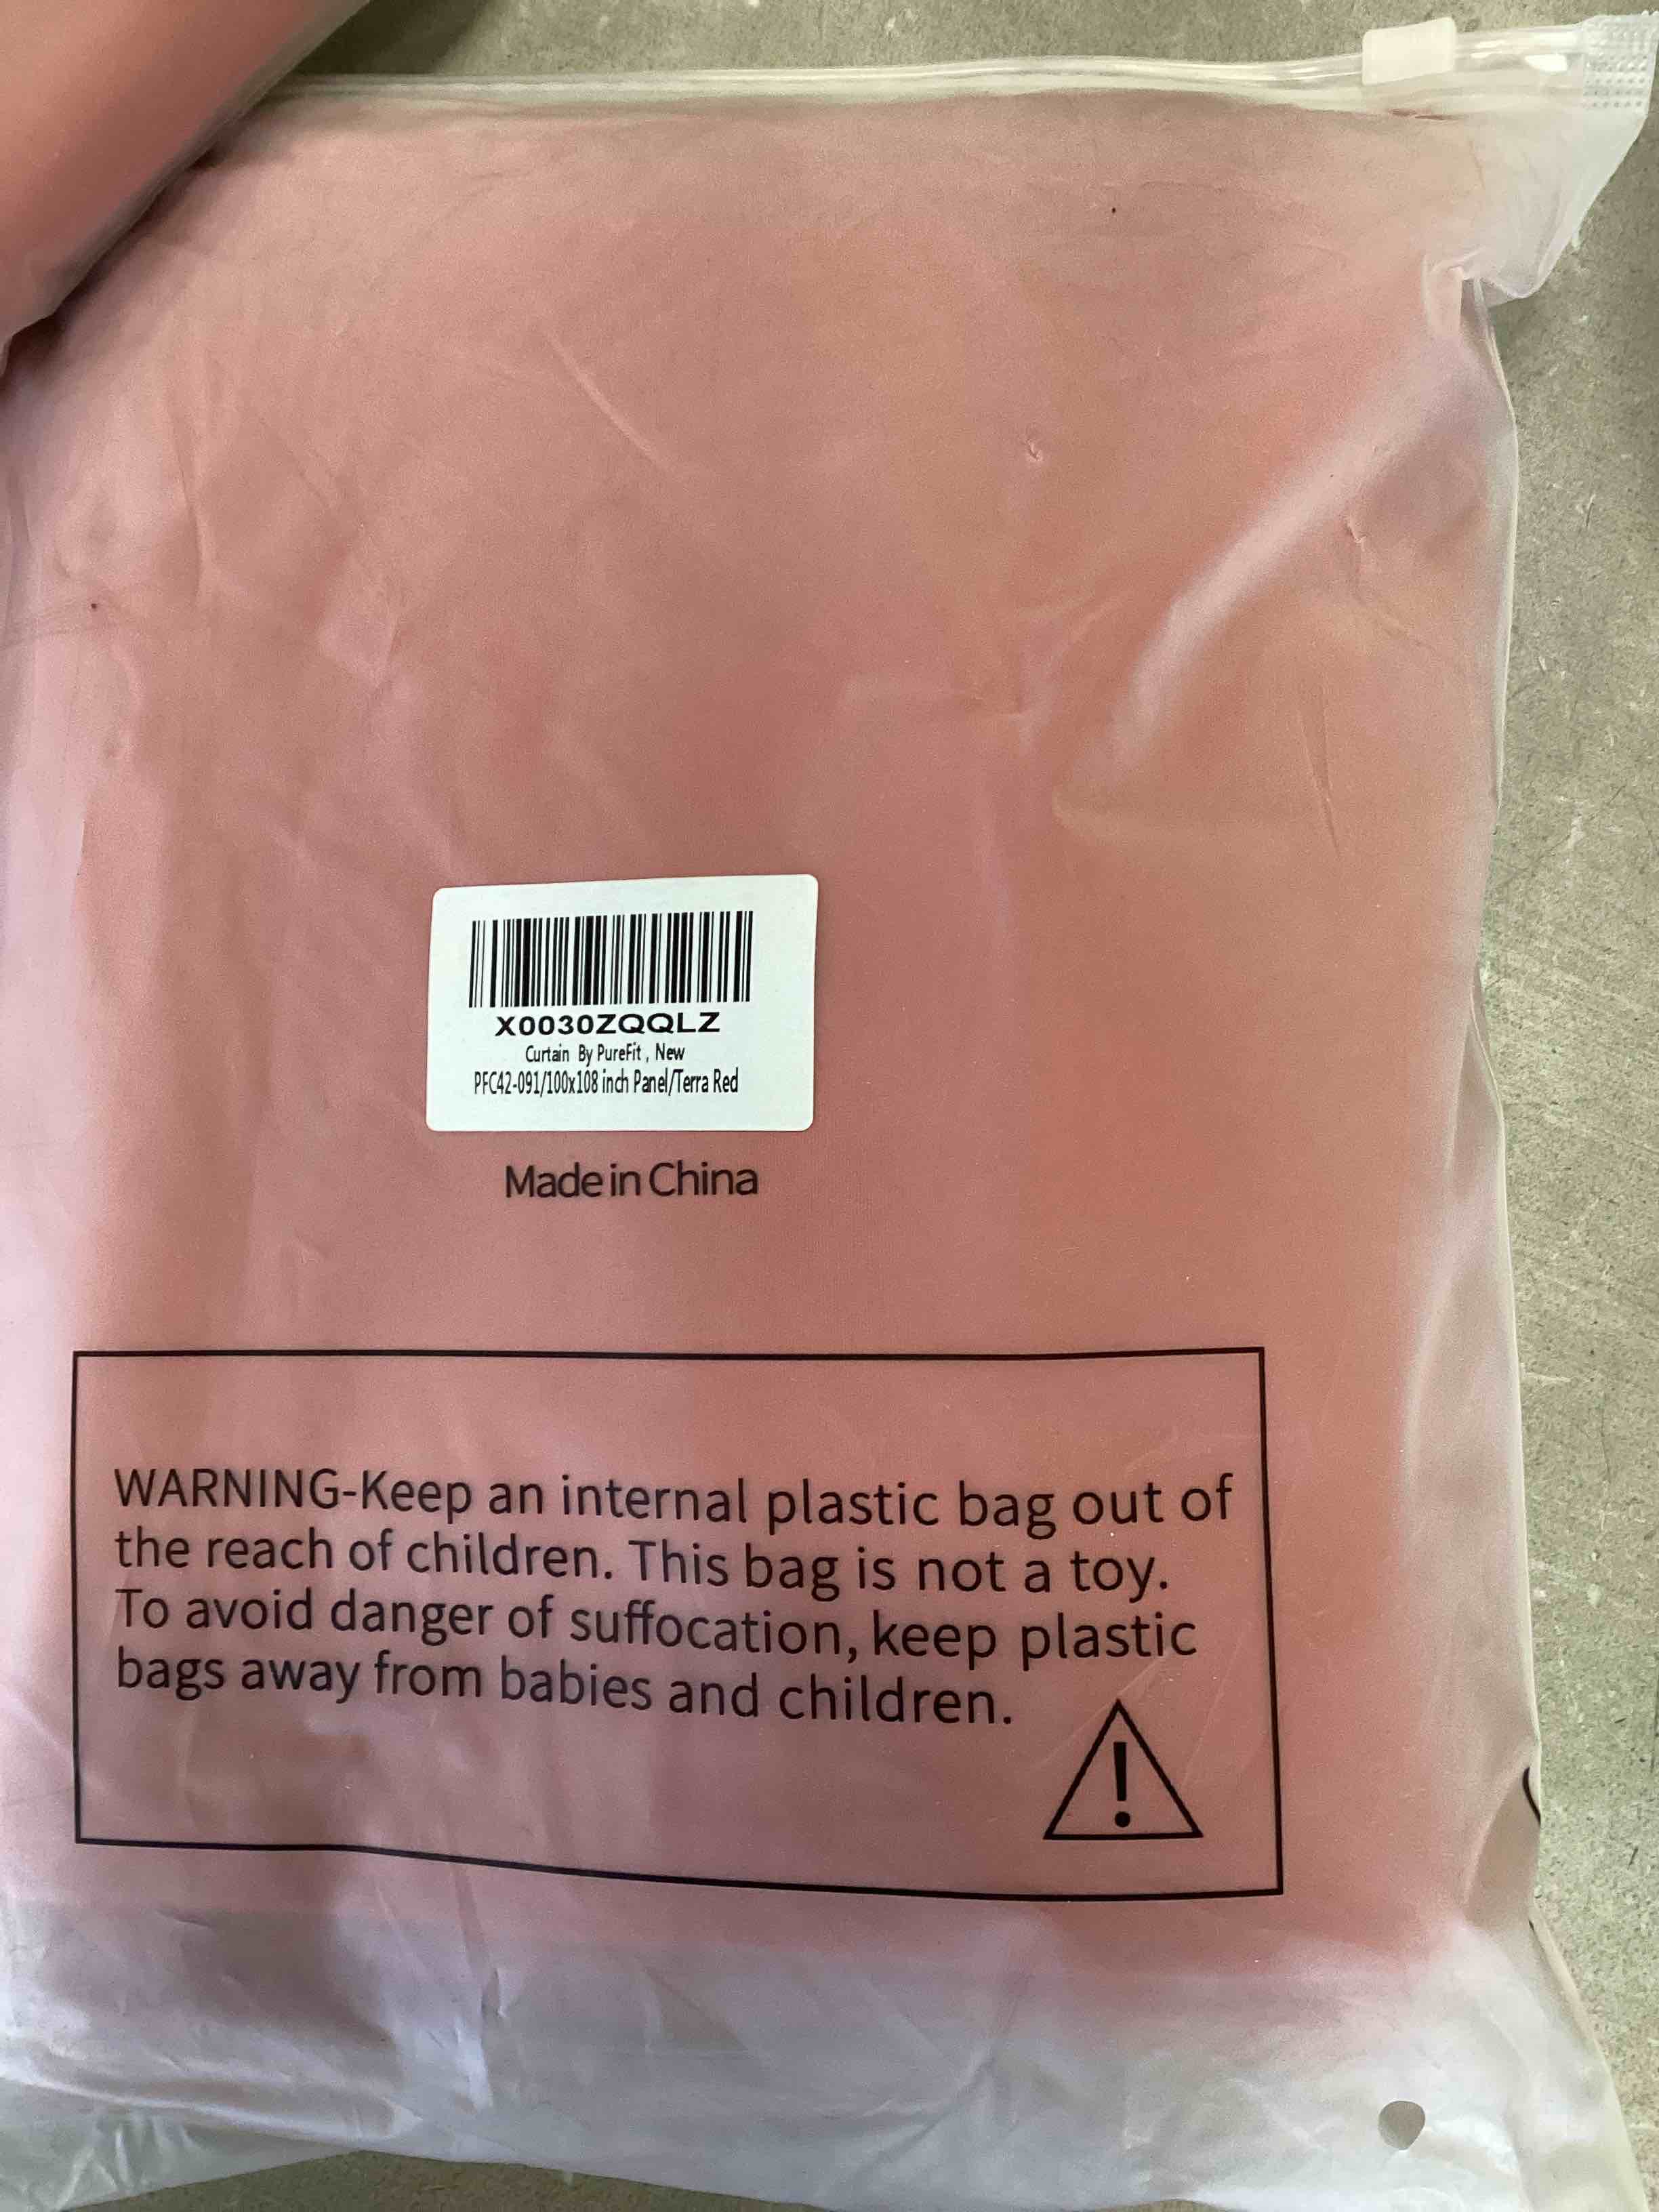 X0030ZQQLZ
Curtain By PureFit , New
PFC42-091/100x108 inch Panel/Terra Red
Made in China
WARNING-Keep an internal plastic bag out of
the reach of children. This bag is not a toy.
To avoid danger of suffocation, keep plastic
bags away from babies and children.
!